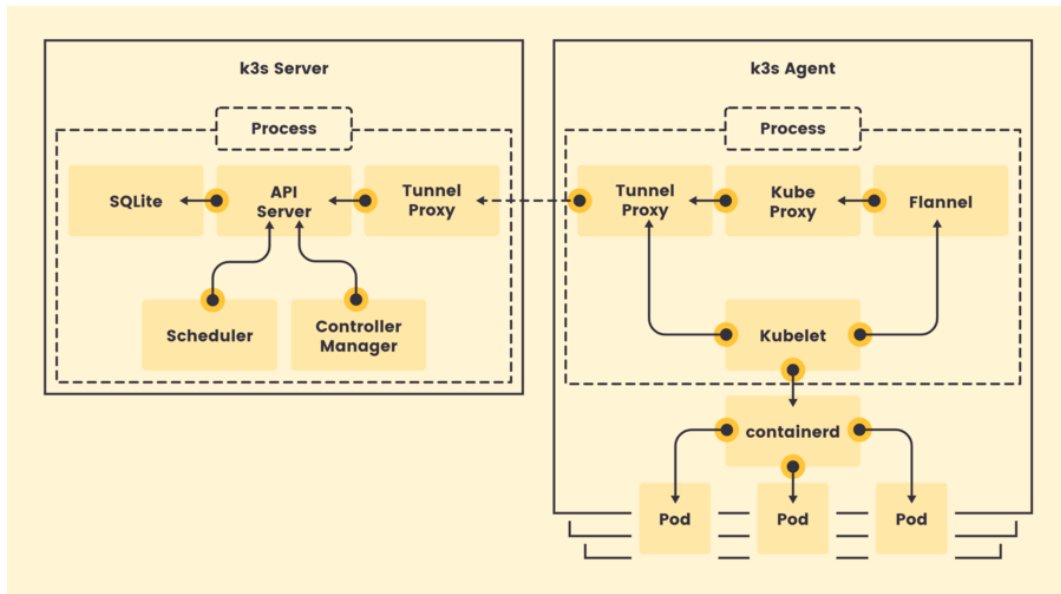 k3s Server
Process
SQLite
API
Server
Tunnel
Proxy
Scheduler
Controller
Manager
k3s Agent
Process
Tunnel
Proxy
Kube
Proxy
Flannel
Kubelet
containerd
Pod
Pod
Pod